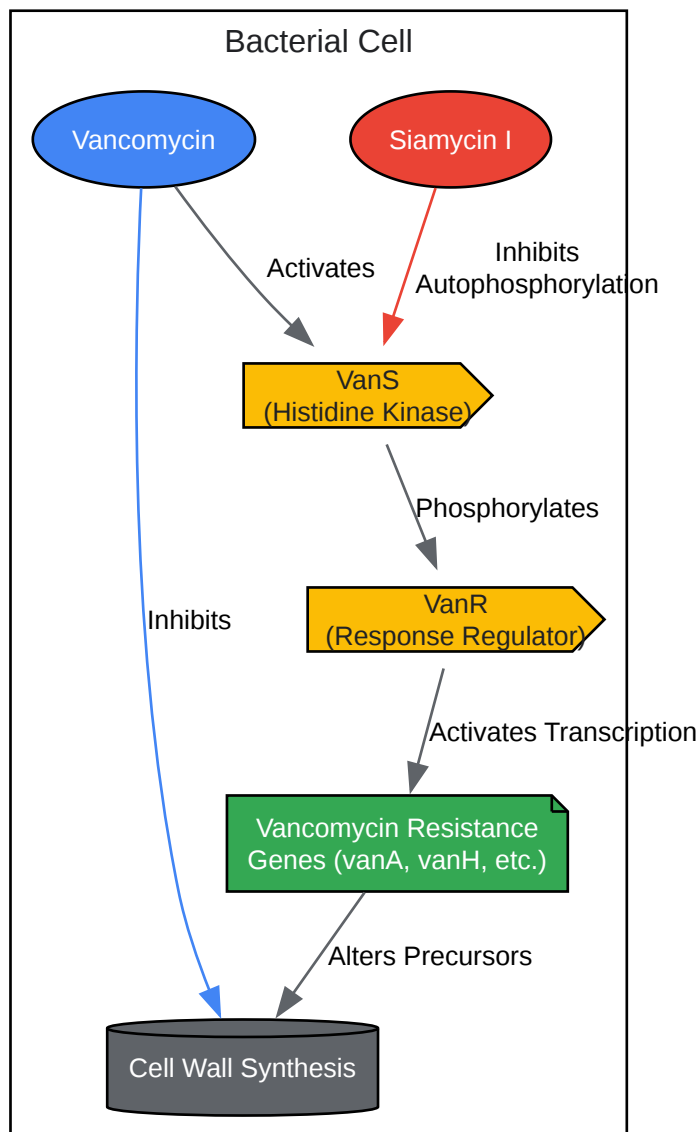 Bacterial Cell
Vancomycin
Siamycin I
Activates
Inhibits
Autophosphorylation
VanS
(Histidine Kinase)
Phosphorylates
VanR
(Response Regulator)
Inhibits
Activates Transcription
Vancomycin Resistance
Genes (vanA, vanH, etc.)
Alters Precursors
Cell Wall Synthesis